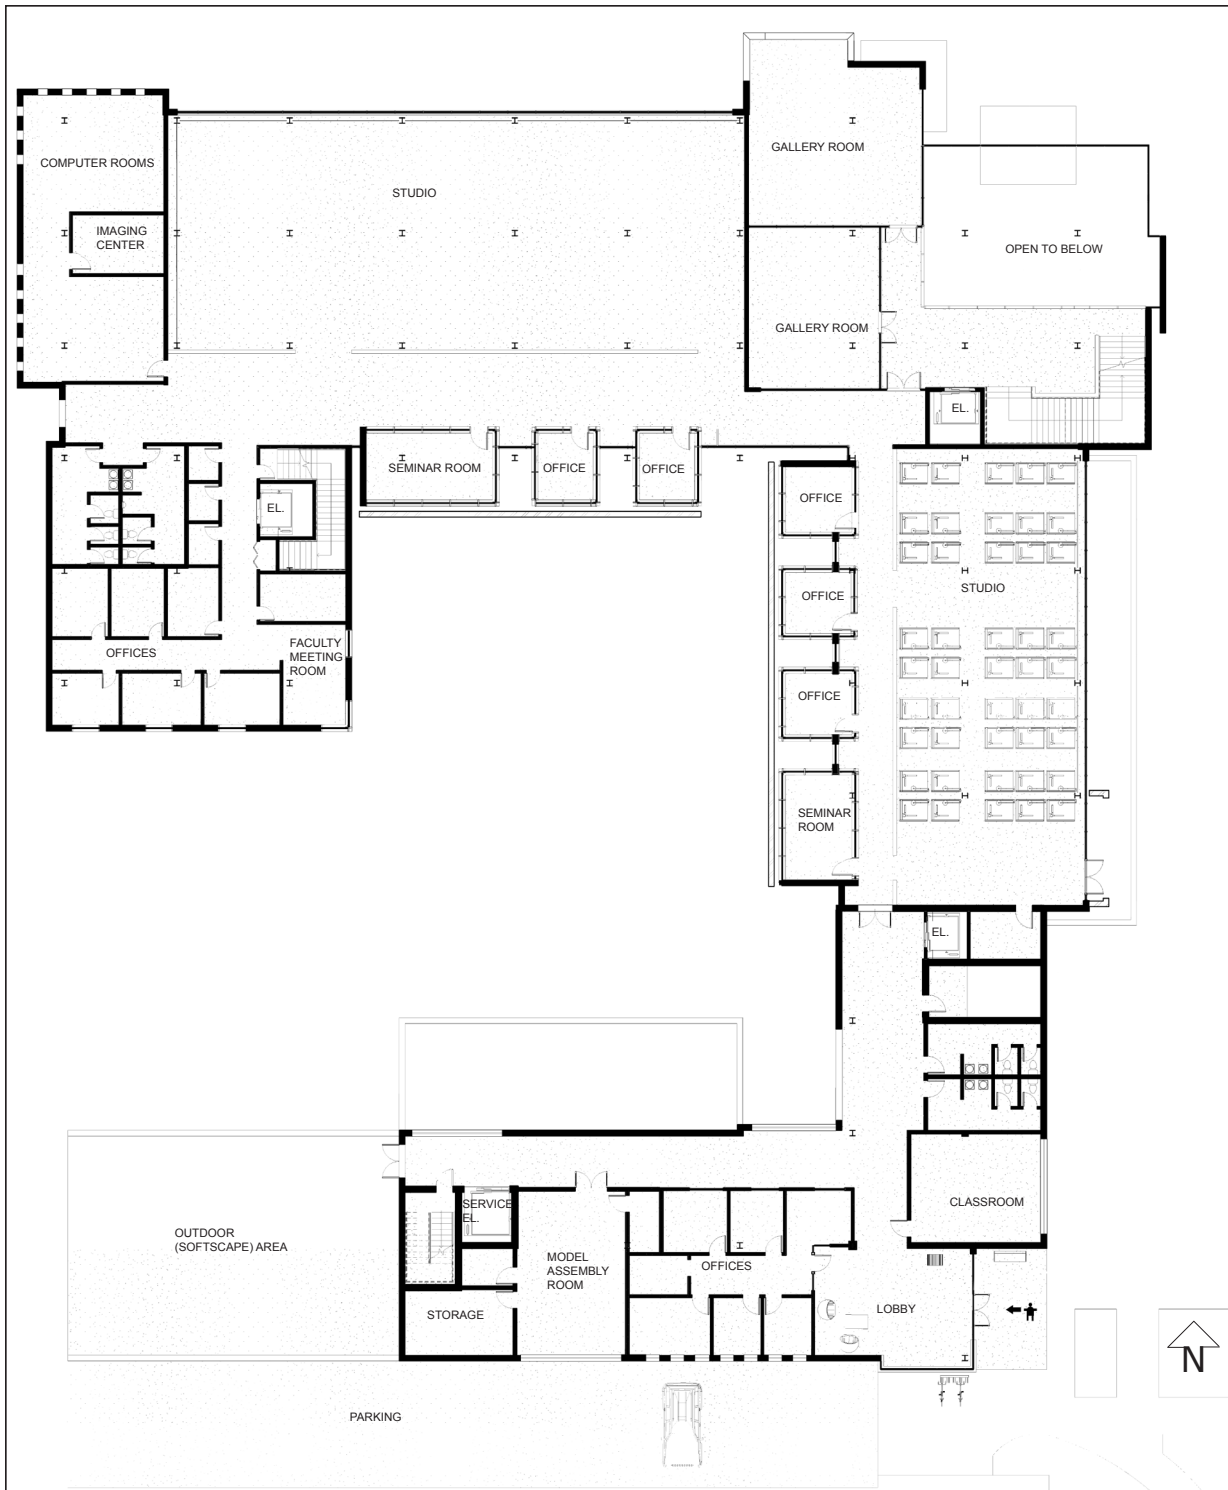 GALLERY ROOM
COMPUTER ROOMS
STUDIO
IMAGING
CENTER
OPEN TO BELOW
GALLERY ROOM
EL.
SEMINAR ROOM
OFFICE
OFFICE
EL.
OFFICE
STUDIO
OFFICE
OFFICES
FACULTY
MEETING
ROOM
OFFICE
SEMINAR
ROOM
EL.
CLASSROOM
SERVICE
EL.
OUTDOOR
(SOFTSCAPE) AREA
MODEL
ASSEMBLY
ROOM
OFFICES
STORAGE
LOBBY
N
PARKING